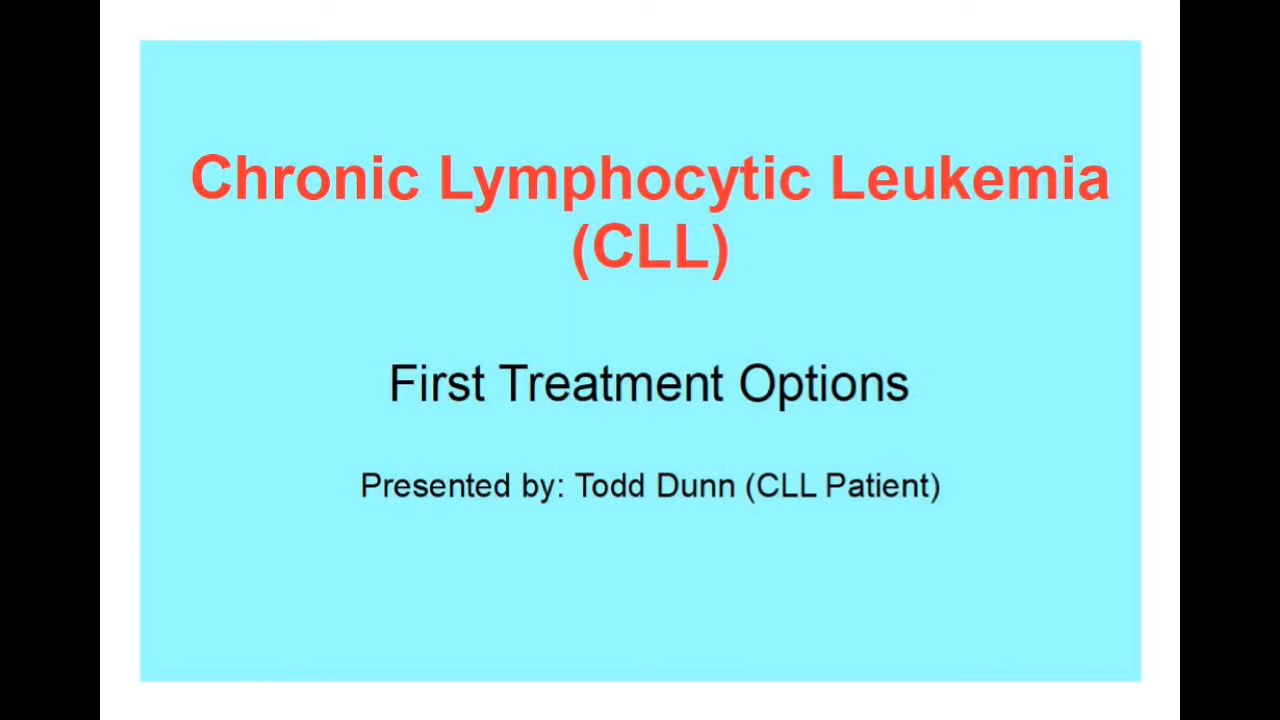 Chronic Lymphocytic Leukemia
(CLL)
First Treatment Options
Presented by: Todd Dunn (CLL Patient)